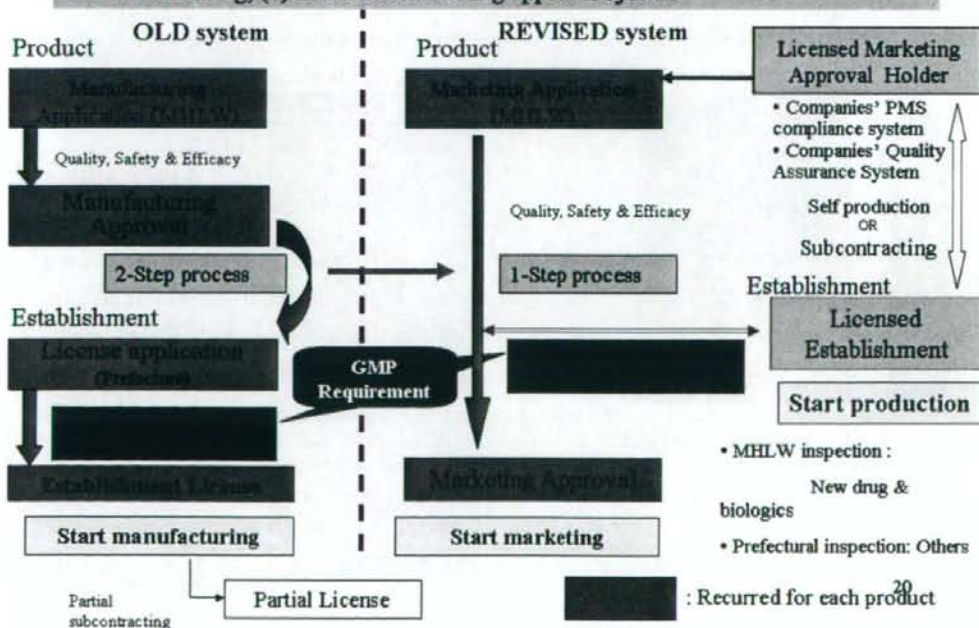 OLD system
Product
Manufacturing
Application (MHLW)
Quality, Safety & Efficacy
Manufacturing
Approval
2-Step process
Establishment
License application
(Prefecture)
Establishment License
Start manufacturing
Partial
subcontracting
Partial License
GMP
Requirement
REVISED system
Product
Marketing Application
(MHLW)
Quality, Safety & Efficacy
1-Step process
Marketing Approval
Start marketing
Licensed Marketing
Approval Holder
• Companies' PMS
compliance system
• Companies' Quality
Assurance System
Self production
OR
Subcontracting
Establishment
Licensed
Establishment
Start production
• MHLW inspection :
New drug &
biologics
• Prefectural inspection: Others
: Recurred for each product
20